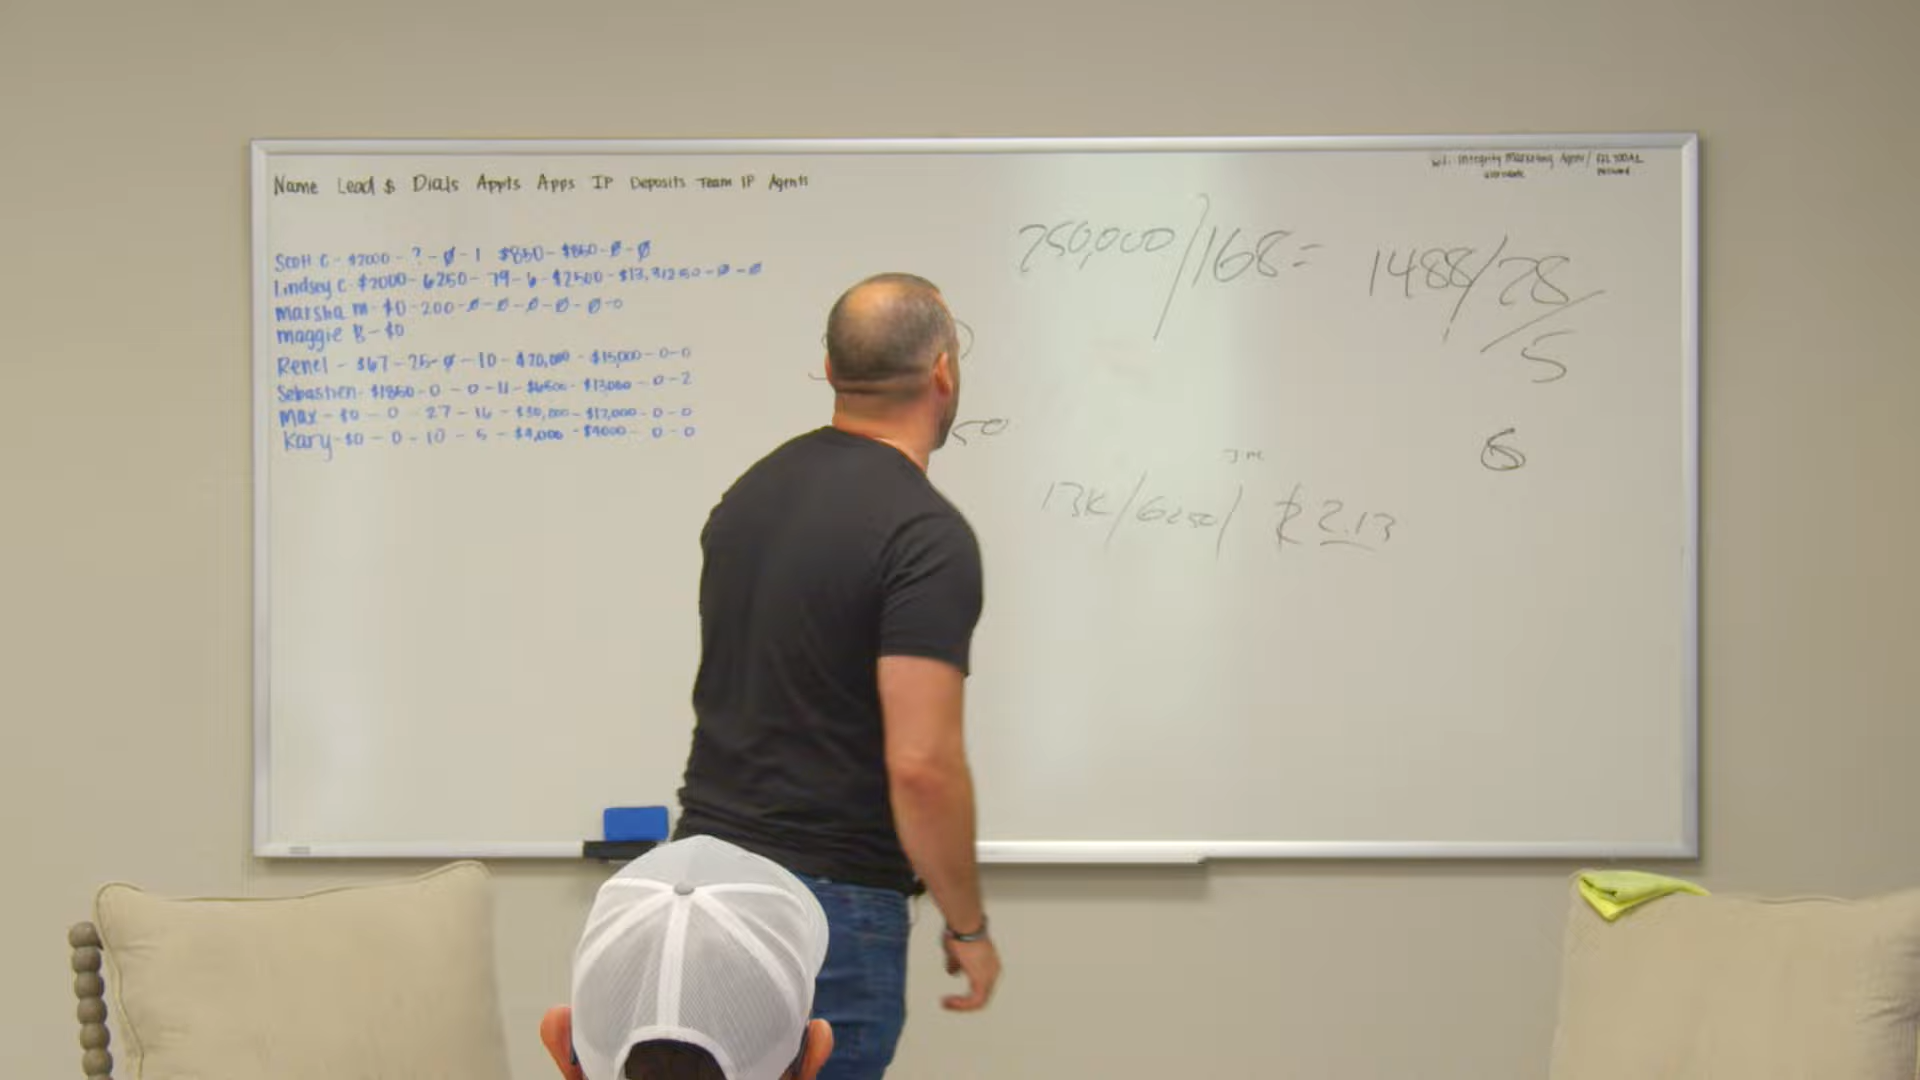 Name Lead $ Dials Appts Apps IP Deposits Team IP Agents
Scott C - $2000 - ? - Ø - 1 $850 - $850 - Ø - Ø
Lindsey C - $2000 - 6250 - 79 - 6 - $2500 - $13,312.50 - Ø - Ø
Marsha M - $0 - 200 - Ø - Ø - Ø - Ø - Ø - 0
Maggie B - $0
Renel - $67 - 25 - Ø - 10 - $20,000 - $15,000 - 0 - 0
Sebastien - $1850 - 0 - 0 - 11 - $6500 - $13,000 - 0 - 2
Max - $0 - 0 27 - 16 - $30,000 - $17,000 - 0 - 0
Kary - $0 - 0 - 10 - 5 - $4,000 - $4000 - 0 - 0
Integrity Marketing
250,000/168= 1488/28/5
50
6
13K/6250/ $2.13